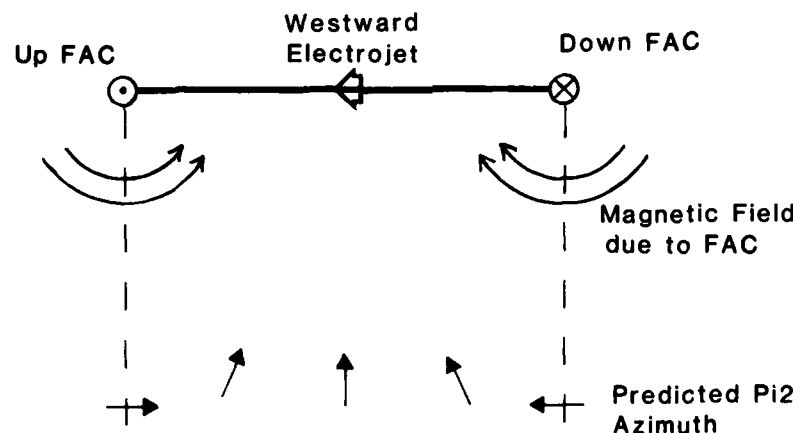 Westward
Electrojet
Up FAC
Down FAC
Magnetic Field
due to FAC
Predicted Pi2
Azimuth